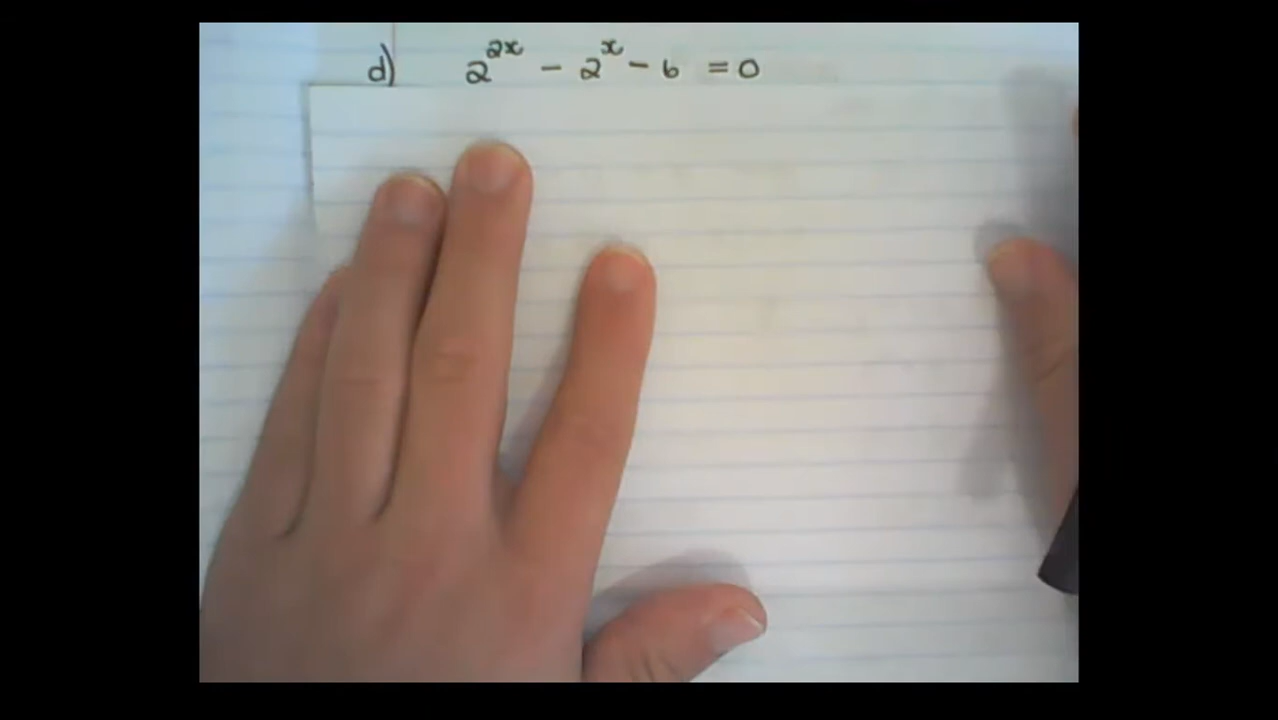 d) 2^{2x} - 2^{x} - 6 = 0